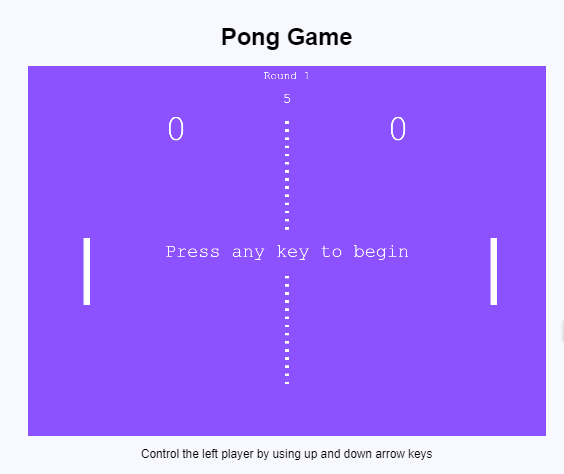 Pong Game
Round 1
5
0 0
Press any key to begin
Control the left player by using up and down arrow keys